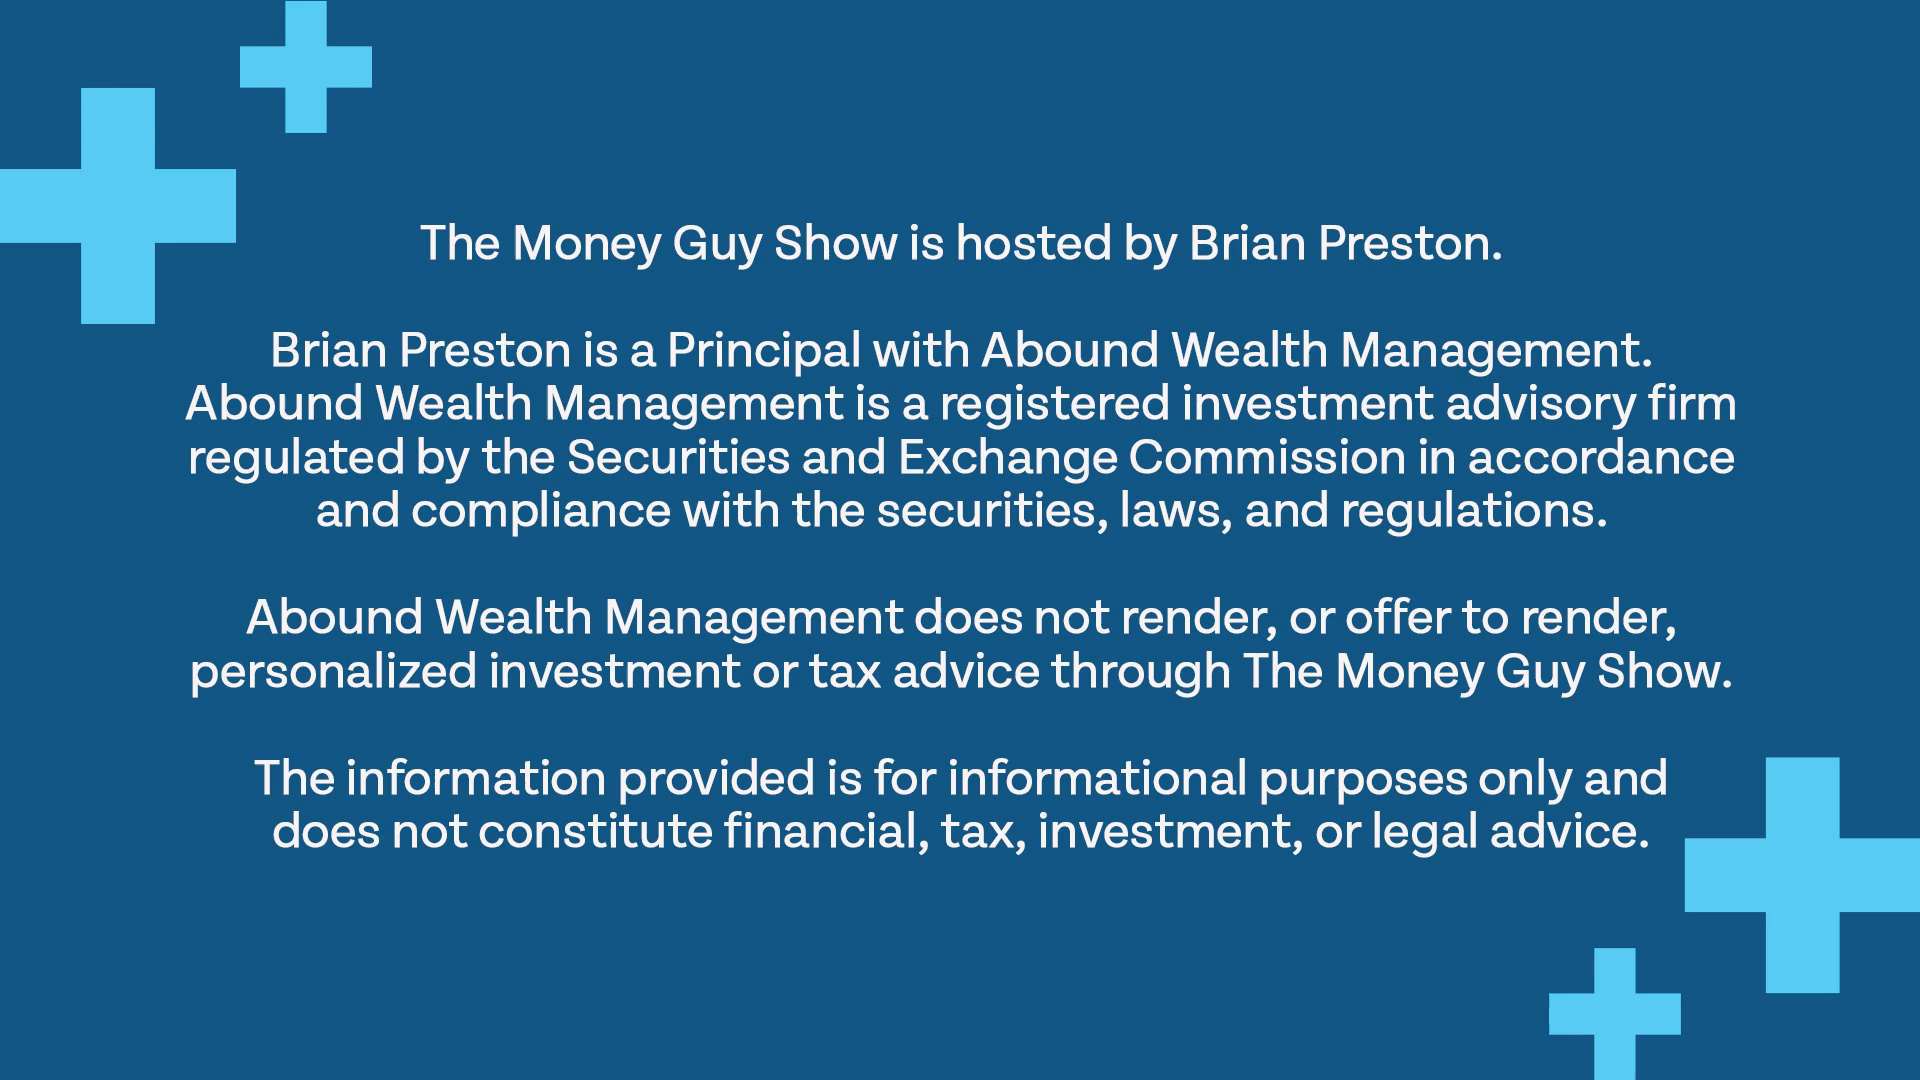 The Money Guy Show is hosted by Brian Preston.
Brian Preston is a Principal with Abound Wealth Management.
Abound Wealth Management is a registered investment advisory firm
regulated by the Securities and Exchange Commission in accordance
and compliance with the securities, laws, and regulations.
Abound Wealth Management does not render, or offer to render,
personalized investment or tax advice through The Money Guy Show.
The information provided is for informational purposes only and
does not constitute financial, tax, investment, or legal advice.